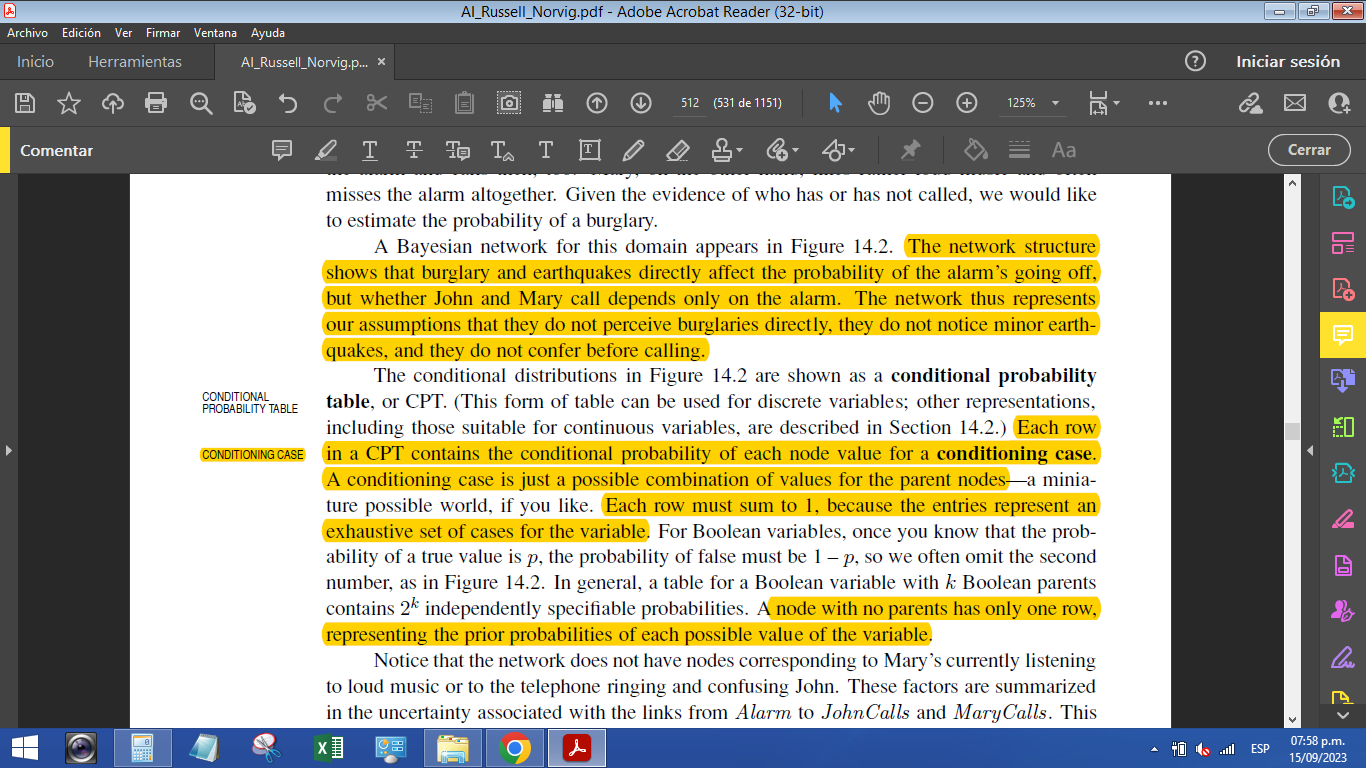 AI_Russell_Norvig.pdf - Adobe Acrobat Reader (32-bit)
Archivo Edición Ver Firmar Ventana Ayuda
Inicio Herramientas AI_Russell_Norvig.p... × Iniciar sesión
512 (531 de 1151) 125%
Comentar Aa Cerrar
misses the alarm altogether. Given the evidence of who has or has not called, we would like
to estimate the probability of a burglary.
A Bayesian network for this domain appears in Figure 14.2. The network structure
shows that burglary and earthquakes directly affect the probability of the alarm's going off,
but whether John and Mary call depends only on the alarm. The network thus represents
our assumptions that they do not perceive burglaries directly, they do not notice minor earth-
quakes, and they do not confer before calling.
The conditional distributions in Figure 14.2 are shown as a conditional probability
CONDITIONAL
PROBABILITY TABLE
table, or CPT. (This form of table can be used for discrete variables; other representations,
including those suitable for continuous variables, are described in Section 14.2.) Each row
CONDITIONING CASE
in a CPT contains the conditional probability of each node value for a conditioning case.
A conditioning case is just a possible combination of values for the parent nodes—a minia-
ture possible world, if you like. Each row must sum to 1, because the entries represent an
exhaustive set of cases for the variable. For Boolean variables, once you know that the prob-
ability of a true value is p, the probability of false must be 1 – p, so we often omit the second
number, as in Figure 14.2. In general, a table for a Boolean variable with k Boolean parents
contains 2^k independently specifiable probabilities. A node with no parents has only one row,
representing the prior probabilities of each possible value of the variable.
Notice that the network does not have nodes corresponding to Mary's currently listening
to loud music or to the telephone ringing and confusing John. These factors are summarized
in the uncertainty associated with the links from Alarm to JohnCalls and MaryCalls. This
ESP 07:58 p.m.
15/09/2023